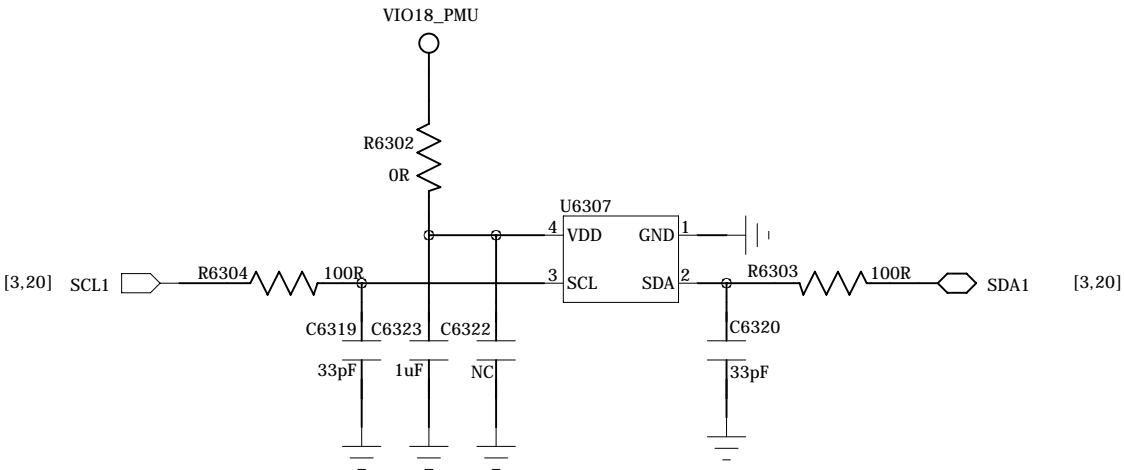 VIO18_PMU
R6302
0R
U6307
4 VDD GND 1
[3,20] SCL1 R6304 100R 3 SCL SDA 2 R6303 100R SDA1 [3,20]
C6319 C6323 C6322 C6320
33pF 1uF NC 33pF